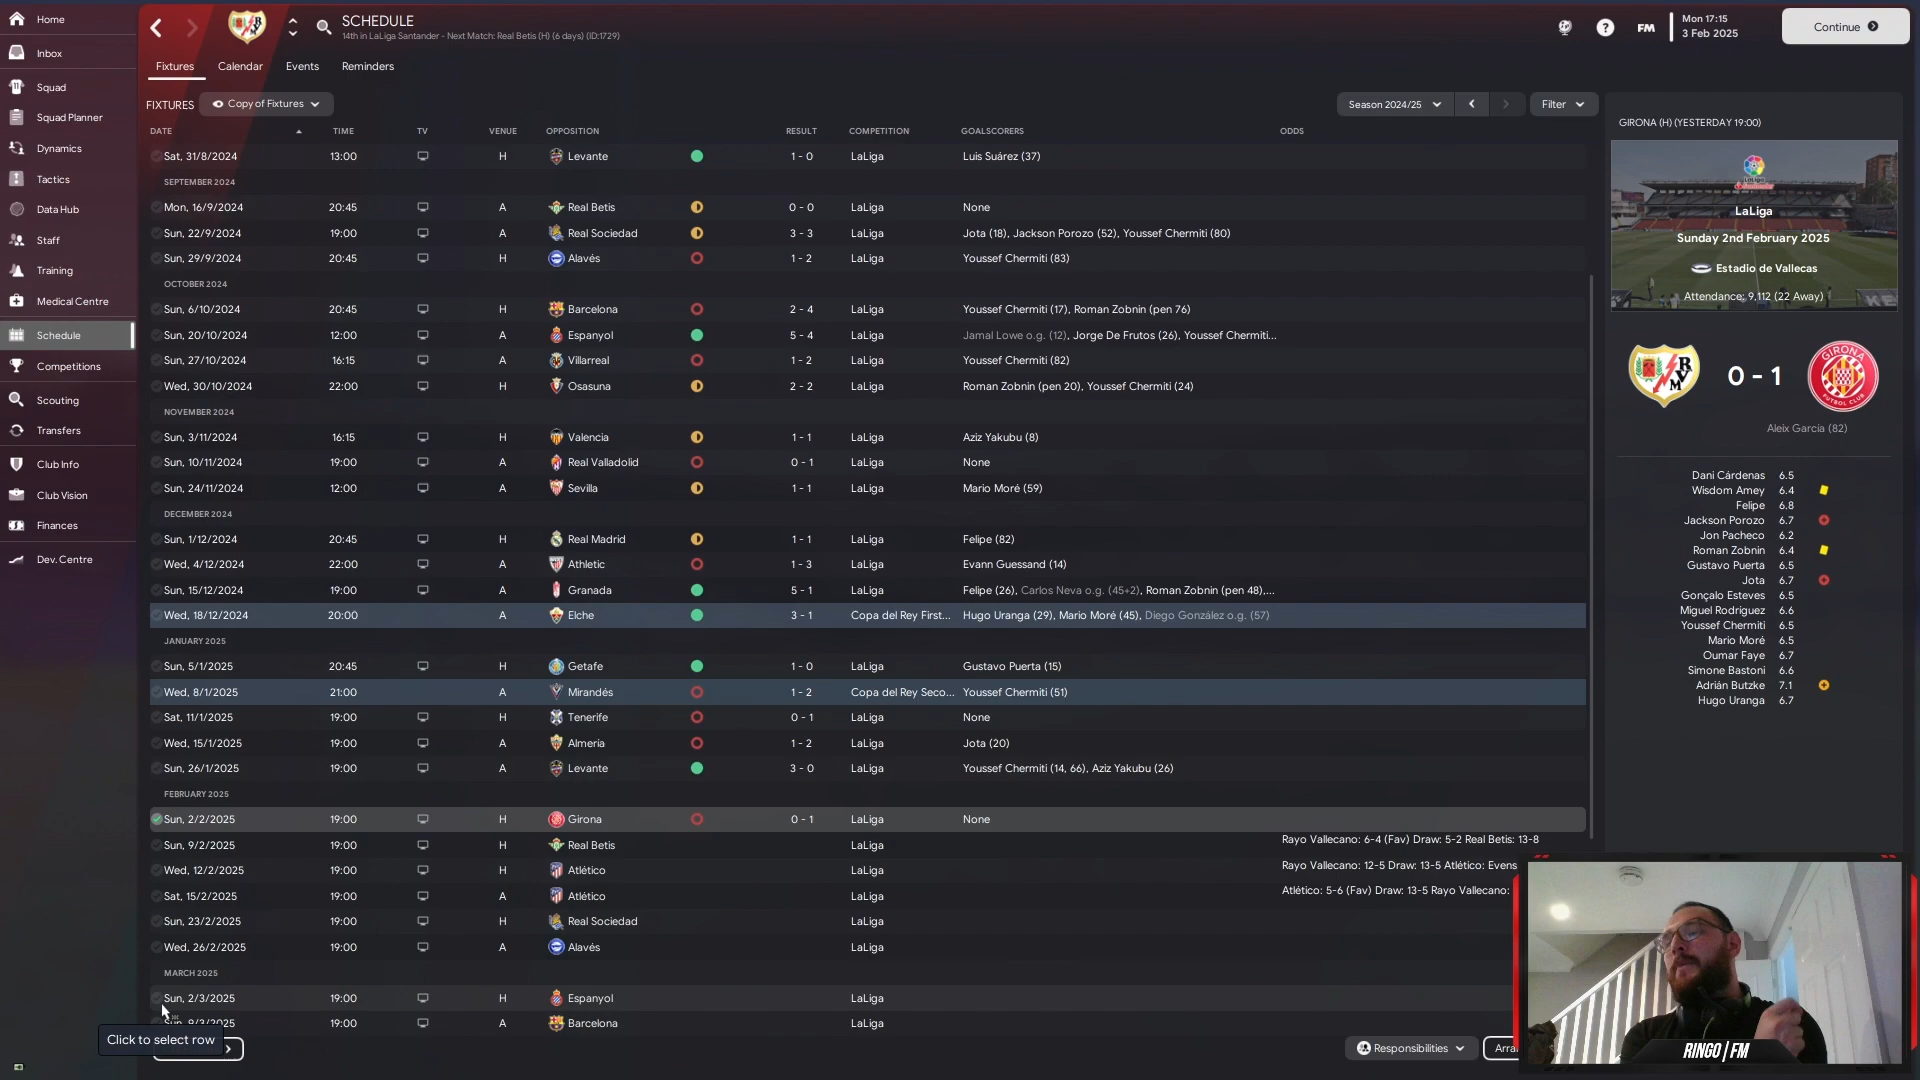 Home
Inbox
Squad
Squad Planner
Dynamics
Tactics
Data Hub
Staff
Training
Medical Centre
Schedule
Competitions
Scouting
Transfers
Club Info
Club Vision
Finances
Dev. Centre
SCHEDULE
14th in LaLiga Santander - Next Match: Real Betis (H) (6 days) (ID:1729)
FM
Mon 17:15
3 Feb 2025
Continue
Fixtures Calendar Events Reminders
FIXTURES Copy of Fixtures Season 2024/25 Filter
DATE TIME TV VENUE OPPOSITION RESULT COMPETITION GOALSCORERS ODDS
Sat, 31/8/2024 13:00 H Levante 1 - 0 LaLiga Luis Suárez (37)
SEPTEMBER 2024
Mon, 16/9/2024 20:45 A Real Betis 0 - 0 LaLiga None
Sun, 22/9/2024 19:00 A Real Sociedad 3 - 3 LaLiga Jota (18), Jackson Porozo (52), Youssef Chermiti (80)
Sun, 29/9/2024 20:45 H Alavés 1 - 2 LaLiga Youssef Chermiti (83)
OCTOBER 2024
Sun, 6/10/2024 20:45 H Barcelona 2 - 4 LaLiga Youssef Chermiti (17), Roman Zobnin (pen 76)
Sun, 20/10/2024 12:00 A Espanyol 5 - 4 LaLiga Jamal Lowe o.g. (12), Jorge De Frutos (26), Youssef Chermiti...
Sun, 27/10/2024 16:15 A Villarreal 1 - 2 LaLiga Youssef Chermiti (82)
Wed, 30/10/2024 22:00 H Osasuna 2 - 2 LaLiga Roman Zobnin (pen 20), Youssef Chermiti (24)
NOVEMBER 2024
Sun, 3/11/2024 16:15 H Valencia 1 - 1 LaLiga Aziz Yakubu (8)
Sun, 10/11/2024 19:00 A Real Valladolid 0 - 1 LaLiga None
Sun, 24/11/2024 12:00 A Sevilla 1 - 1 LaLiga Mario Moré (59)
DECEMBER 2024
Sun, 1/12/2024 20:45 H Real Madrid 1 - 1 LaLiga Felipe (82)
Wed, 4/12/2024 22:00 A Athletic 1 - 3 LaLiga Evann Guessand (14)
Sun, 15/12/2024 19:00 A Granada 5 - 1 LaLiga Felipe (26), Carlos Neva o.g. (45+2), Roman Zobnin (pen 48),...
Wed, 18/12/2024 20:00 A Elche 3 - 1 Copa del Rey First... Hugo Uranga (29), Mario Moré (45), Diego González o.g. (57)
JANUARY 2025
Sun, 5/1/2025 20:45 H Getafe 1 - 0 LaLiga Gustavo Puerta (15)
Wed, 8/1/2025 21:00 A Mirandés 1 - 2 Copa del Rey Seco... Youssef Chermiti (51)
Sat, 11/1/2025 19:00 H Tenerife 0 - 1 LaLiga None
Wed, 15/1/2025 19:00 A Almería 1 - 2 LaLiga Jota (20)
Sun, 26/1/2025 19:00 A Levante 3 - 0 LaLiga Youssef Chermiti (14, 66), Aziz Yakubu (26)
FEBRUARY 2025
Sun, 2/2/2025 19:00 H Girona 0 - 1 LaLiga None
Sun, 9/2/2025 19:00 H Real Betis LaLiga Rayo Vallecano: 6-4 (Fav) Draw: 5-2 Real Betis: 13-8
Wed, 12/2/2025 19:00 H Atlético LaLiga Rayo Vallecano: 12-5 Draw: 13-5 Atlético: Evens
Sat, 15/2/2025 19:00 A Atlético LaLiga Atlético: 5-6 (Fav) Draw: 13-5 Rayo Vallecano:
Sun, 23/2/2025 19:00 H Real Sociedad LaLiga
Wed, 26/2/2025 19:00 A Alavés LaLiga
MARCH 2025
Sun, 2/3/2025 19:00 H Espanyol LaLiga
Sun, 9/3/2025 19:00 A Barcelona LaLiga
Click to select row
Responsibilities
Arra
GIRONA (H) (YESTERDAY 19:00)
LaLiga
Sunday 2nd February 2025
Estadio de Vallecas
Attendance: 9,112 (22 Away)
0 - 1
GIRONA
FUTBOL CLUB
Aleix García (82)
Dani Cárdenas 6.5
Wisdom Amey 6.4
Felipe 6.8
Jackson Porozo 6.7
Jon Pacheco 6.2
Roman Zobnin 6.4
Gustavo Puerta 6.5
Jota 6.7
Gonçalo Esteves 6.5
Miguel Rodríguez 6.6
Youssef Chermiti 6.5
Mario Moré 6.5
Oumar Faye 6.7
Simone Bastoni 6.6
Adrián Butzke 7.1
Hugo Uranga 6.7
RINGO|FM